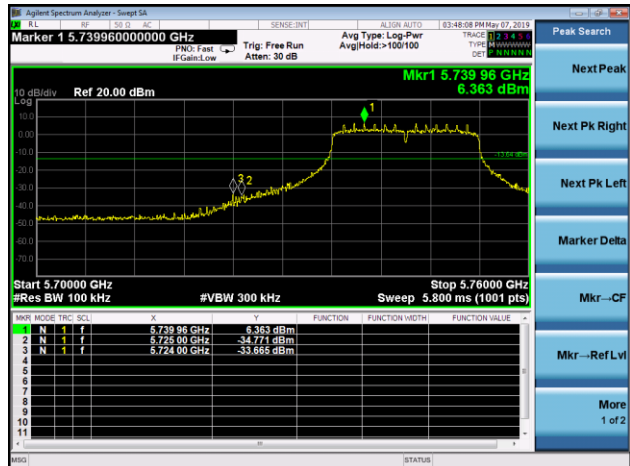 Agilent Spectrum Analyzer - Swept SA
RL RF 50 Ω AC SENSE:INT ALIGN AUTO 03:48:08 PM May 07, 2019
Marker 1 5.739960000000 GHz
PNO: Fast Trig: Free Run Avg Type: Log-Pwr TRACE 1 2 3 4 5 6
IFGain:Low Atten: 30 dB Avg|Hold:>100/100 TYPE M WWWWW
DET P N N N N N
Mkr1 5.739 96 GHz
10 dB/div Ref 20.00 dBm 6.363 dBm
Log
10.0
0.00
-10.0
-13.64 dBm
-20.0
-30.0
-40.0
-50.0
-60.0
-70.0
1
3 2
Start 5.70000 GHz Stop 5.76000 GHz
#Res BW 100 kHz #VBW 300 kHz Sweep 5.800 ms (1001 pts)
MKR MODE TRC SCL X Y FUNCTION FUNCTION WIDTH FUNCTION VALUE
1 N 1 f 5.739 96 GHz 6.363 dBm
2 N 1 f 5.725 00 GHz -34.771 dBm
3 N 1 f 5.724 00 GHz -33.665 dBm
4
5
6
7
8
9
10
11
MSG STATUS
Peak Search
Next Peak
Next Pk Right
Next Pk Left
Marker Delta
Mkr→CF
Mkr→Ref Lvl
More
1 of 2